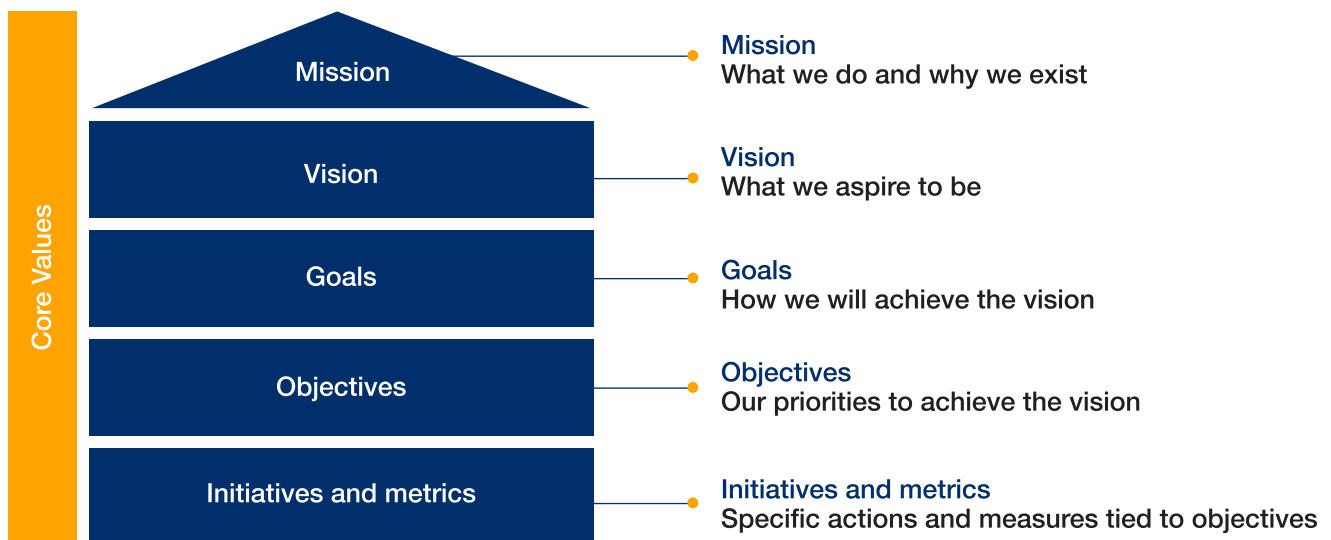 Core Values
Mission
Vision
Goals
Objectives
Initiatives and metrics
Mission
What we do and why we exist
Vision
What we aspire to be
Goals
How we will achieve the vision
Objectives
Our priorities to achieve the vision
Initiatives and metrics
Specific actions and measures tied to objectives